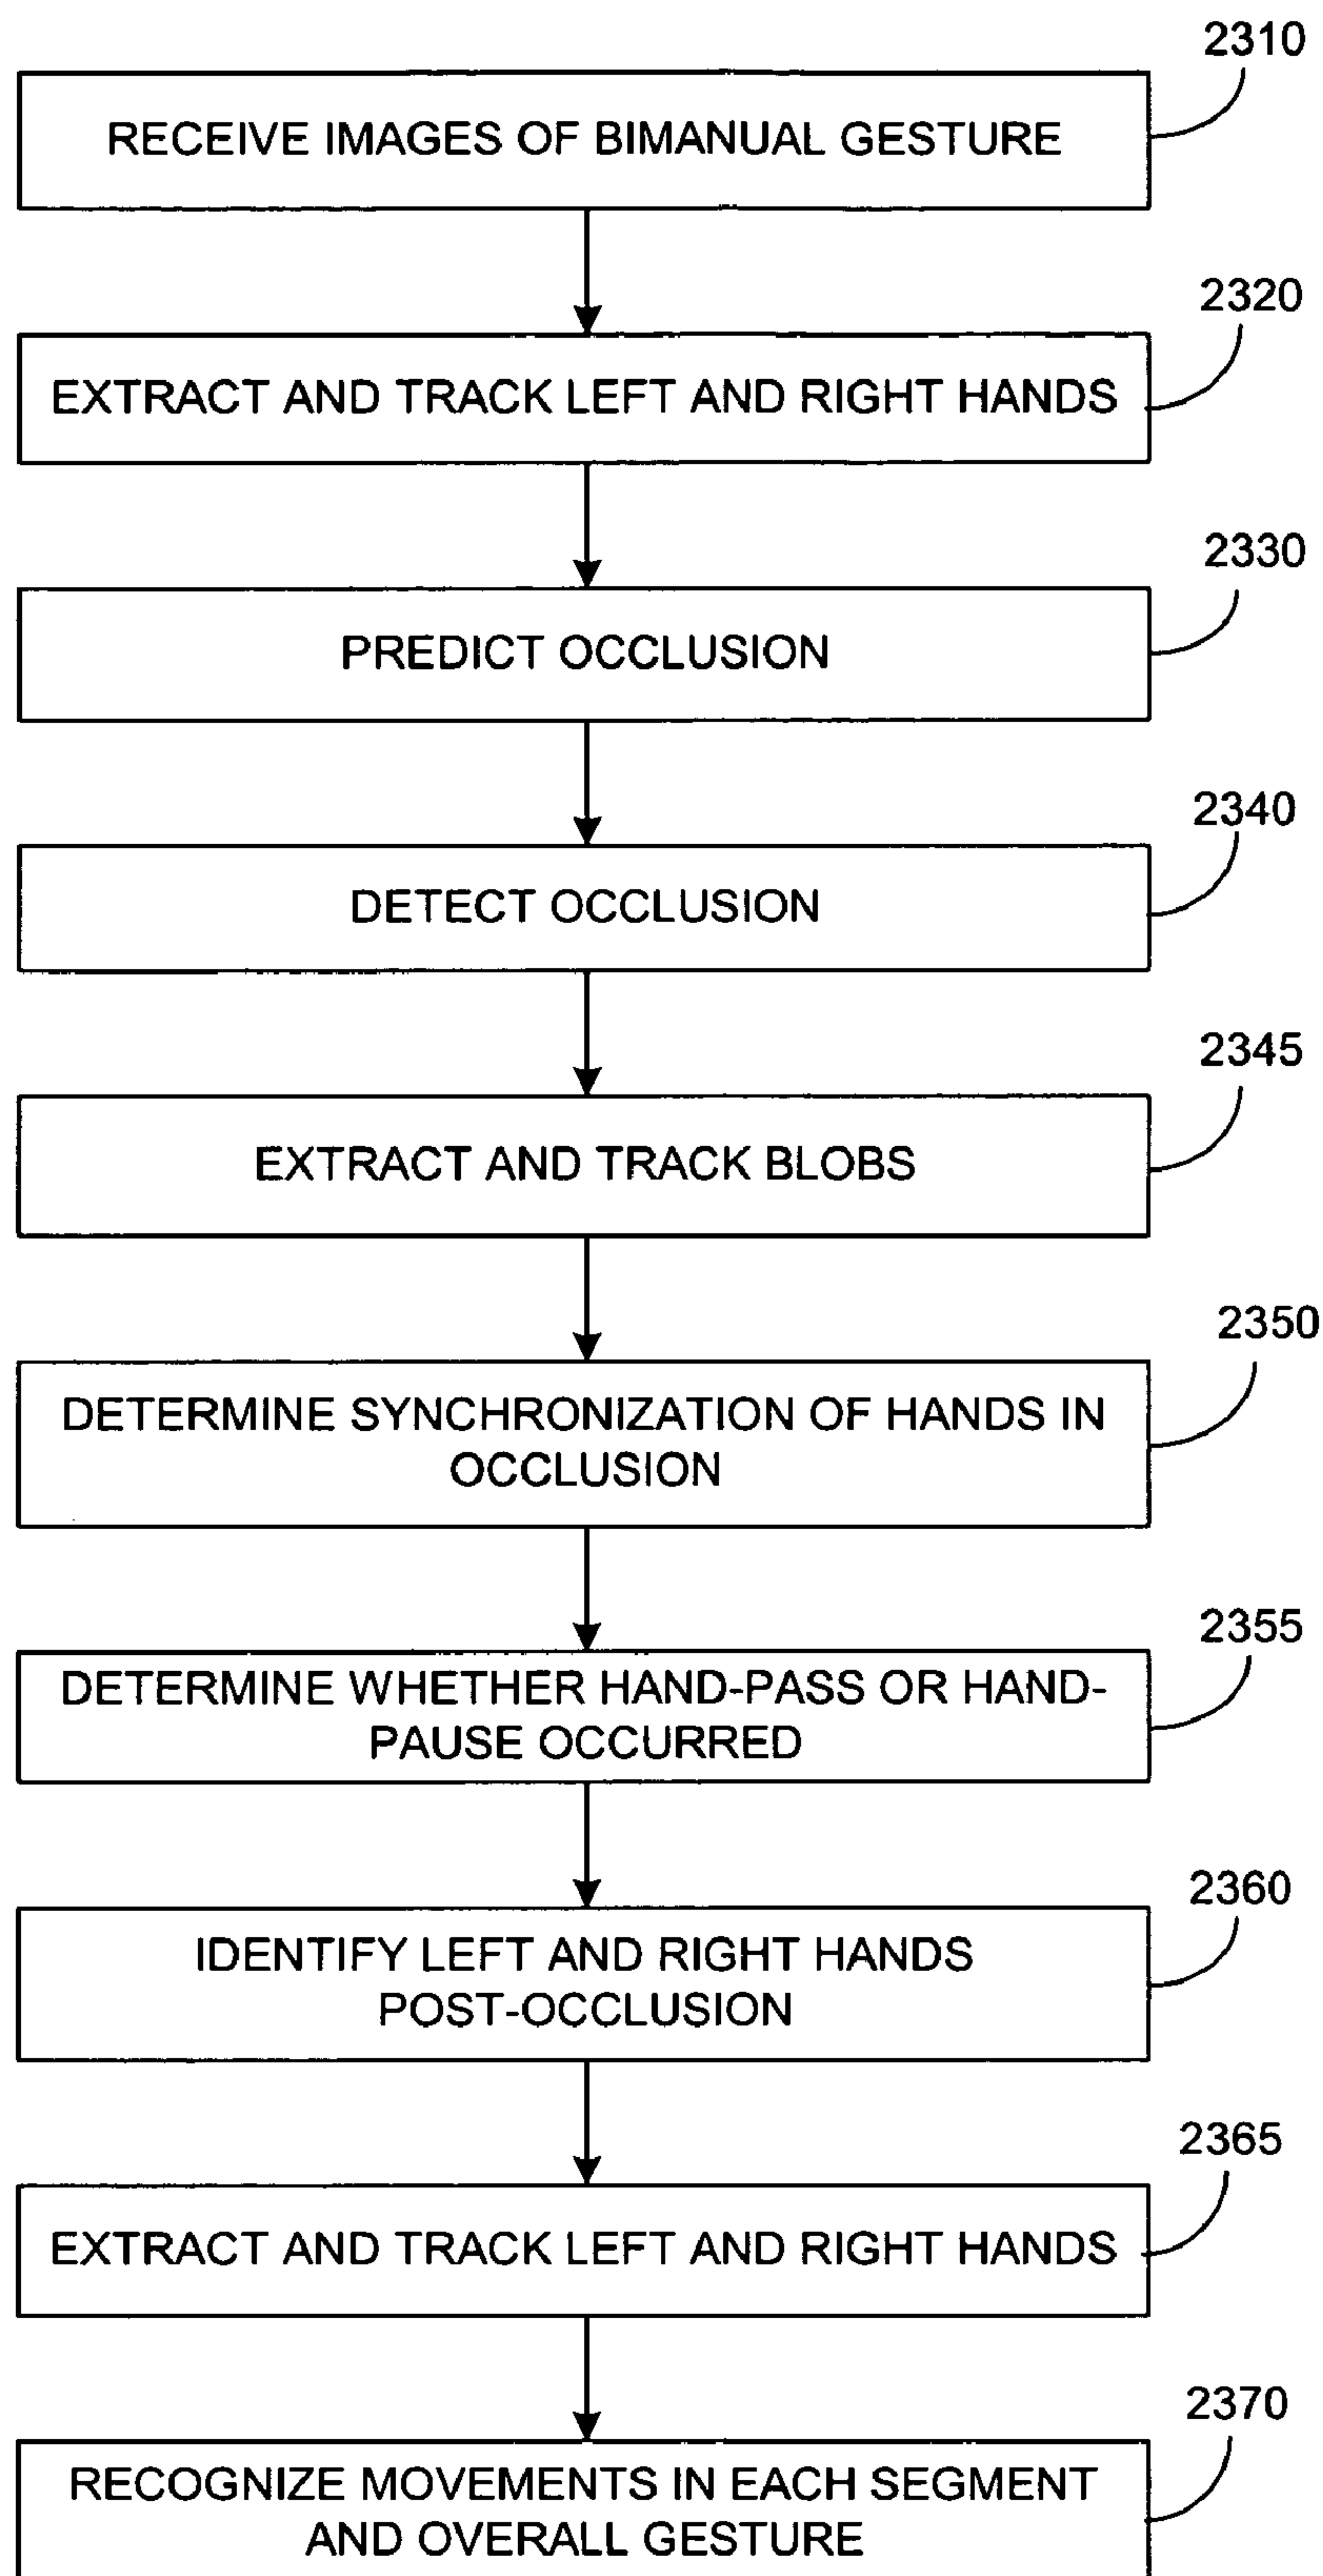 2310
RECEIVE IMAGES OF BIMANUAL GESTURE
2320
EXTRACT AND TRACK LEFT AND RIGHT HANDS
2330
PREDICT OCCLUSION
2340
DETECT OCCLUSION
2345
EXTRACT AND TRACK BLOBS
2350
DETERMINE SYNCHRONIZATION OF HANDS IN
OCCLUSION
2355
DETERMINE WHETHER HAND-PASS OR HAND-
PAUSE OCCURRED
2360
IDENTIFY LEFT AND RIGHT HANDS
POST-OCCLUSION
2365
EXTRACT AND TRACK LEFT AND RIGHT HANDS
2370
RECOGNIZE MOVEMENTS IN EACH SEGMENT
AND OVERALL GESTURE